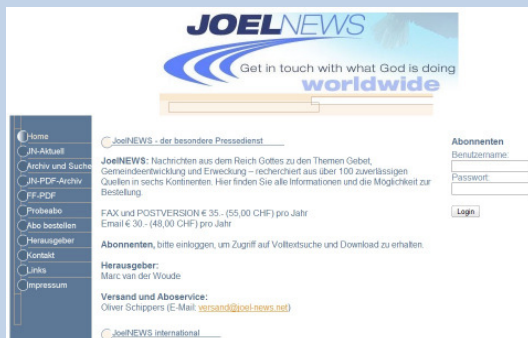 JOELNEWS
Get in touch with what God is doing
worldwide
Home
JN-Aktuell
Archiv und Suche
JN-PDF-Archiv
FF-PDF
Probeabo
Abo bestellen
Herausgeber
Kontakt
Links
Impressum
JoelNEWS - der besondere Pressedienst
JoelNEWS: Nachrichten aus dem Reich Gottes zu den Themen Gebet,
Gemeindeentwicklung und Erweckung – recherchiert aus über 100 zuverlässigen
Quellen in sechs Kontinenten. Hier finden Sie alle Informationen und die Möglichkeit zur
Bestellung.
FAX und POSTVERSION € 35.- (55,00 CHF) pro Jahr
Email € 30.- (48,00 CHF) pro Jahr
Abonnenten, bitte einloggen, um Zugriff auf Volltextsuche und Download zu erhalten.
Herausgeber:
Marc van der Woude
Versand und Aboservice:
Oliver Schippers (E-Mail: versand@joel-news.net)
JoelNEWS international
Abonnenten
Benutzername:
Passwort:
Login